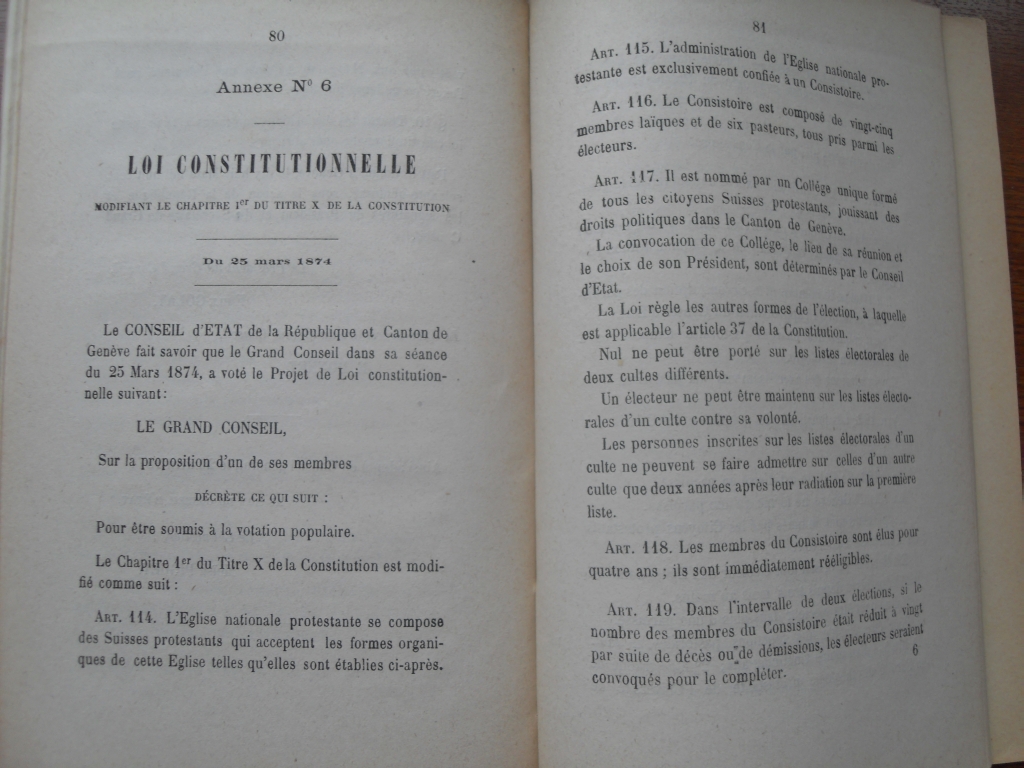 80
Annexe Nº 6
LOI CONSTITUTIONNELLE
MODIFIANT LE CHAPITRE 1er DU TITRE X DE LA CONSTITUTION
Du 25 mars 1874
Le CONSEIL d'ETAT de la République et Canton de
Genève fait savoir que le Grand Conseil dans sa séance
du 25 Mars 1874, a voté le Projet de Loi constitution-
nelle suivant:
LE GRAND CONSEIL,
Sur la proposition d'un de ses membres
DÉCRÈTE CE QUI SUIT :
Pour être soumis à la votation populaire.
Le Chapitre 1er du Titre X de la Constitution est modi-
fié comme suit :
ART. 114. L'Eglise nationale protestante se compose
des Suisses protestants qui acceptent les formes organi-
ques de cette Eglise telles qu'elles sont établies ci-après.
81
ART. 115. L'administration de l'Eglise nationale pro-
testante est exclusivement confiée à un Consistoire.
ART. 116. Le Consistoire est composé de vingt-cinq
membres laïques et de six pasteurs, tous pris parmi les
électeurs.
ART. 117. Il est nommé par un Collége unique formé
de tous les citoyens Suisses protestants, jouissant des
droits politiques dans le Canton de Genève.
La convocation de ce Collége, le lieu de sa réunion et
le choix de son Président, sont déterminés par le Conseil
d'Etat.
La Loi règle les autres formes de l'élection, à laquelle
est applicable l'article 37 de la Constitution.
Nul ne peut être porté sur les listes électorales de
deux cultes différents.
Un électeur ne peut être maintenu sur les listes électo-
rales d'un culte contre sa volonté.
Les personnes inscrites sur les listes électorales d'un
culte ne peuvent se faire admettre sur celles d'un autre
culte que deux années après leur radiation sur la première
liste.
ART. 118. Les membres du Consistoire sont élus pour
quatre ans ; ils sont immédiatement rééligibles.
ART. 119. Dans l'intervalle de deux élections, si le
nombre des membres du Consistoire était réduit à vingt
par suite de décès ou de démissions, les électeurs seraient
convoqués pour le compléter.
6